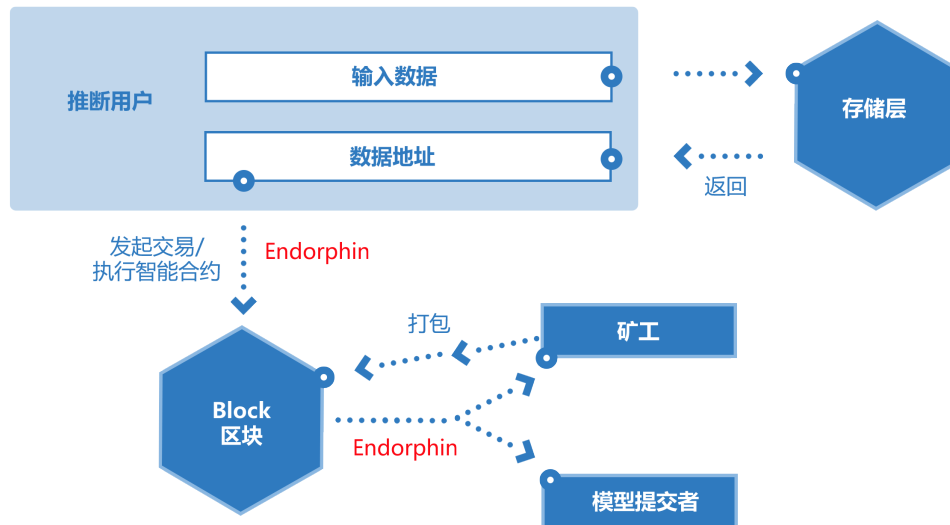 输入数据
推断用户
存储层
数据地址
返回
发起交易/
执行智能合约
Endorphin
打包
矿工
Block
区块
Endorphin
模型提交者